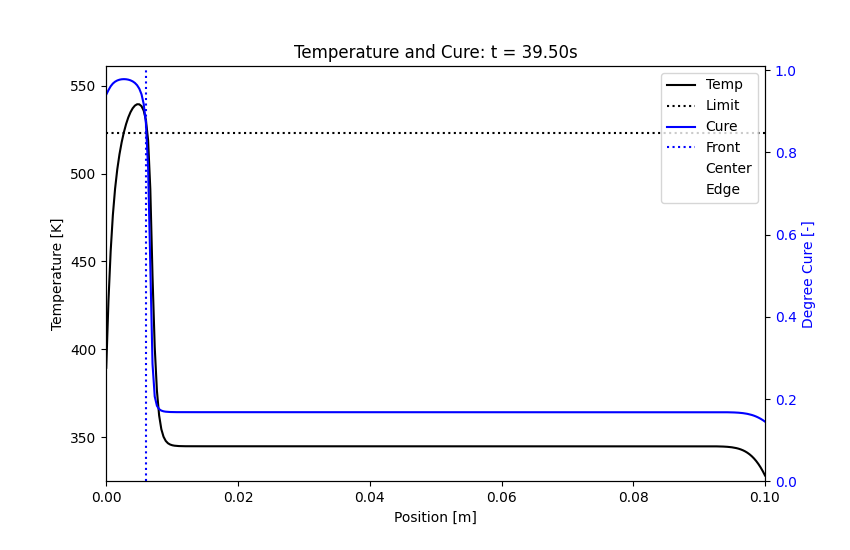 Temperature and Cure: t = 39.50s
550
500
450
400
350
Temperature [K]
0.00
0.02
0.04
0.06
0.08
0.10
Position [m]
1.0
0.8
0.6
0.4
0.2
0.0
Degree Cure [-]
Temp
Limit
Cure
Front
Center
Edge